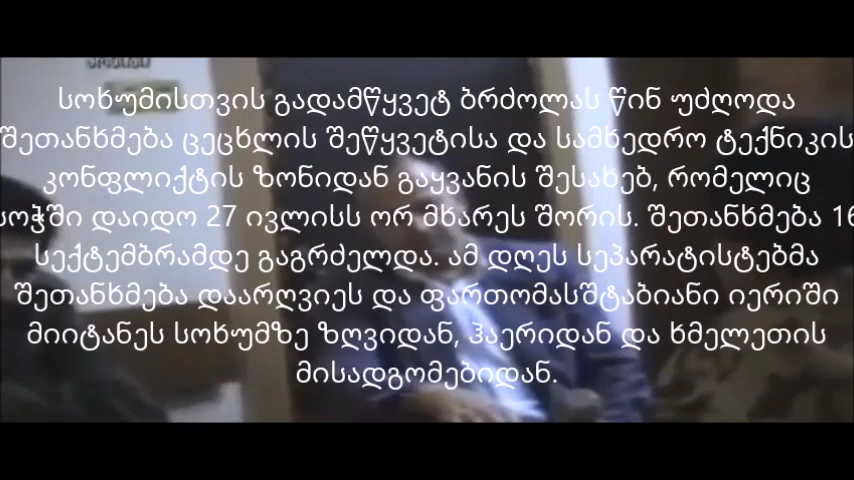 სოხუმისთვის გადამწყვეტ ბრძოლას წინ უძღოდა
შეთანხმება ცეცხლის შეწყვეტისა და სამხედრო ტექნიკის
კონფლიქტის ზონიდან გაყვანის შესახებ, რომელიც
სოჭში დაიდო 27 ივლისს ორ მხარეს შორის. შეთანხმება 16
სექტემბრამდე გაგრძელდა. ამ დღეს სეპარატისტებმა
შეთანხმება დაარღვიეს და ფართომასშტაბიანი იერიში
მიიტანეს სოხუმზე ზღვიდან, ჰაერიდან და ხმელეთის
მისადგომებიდან.